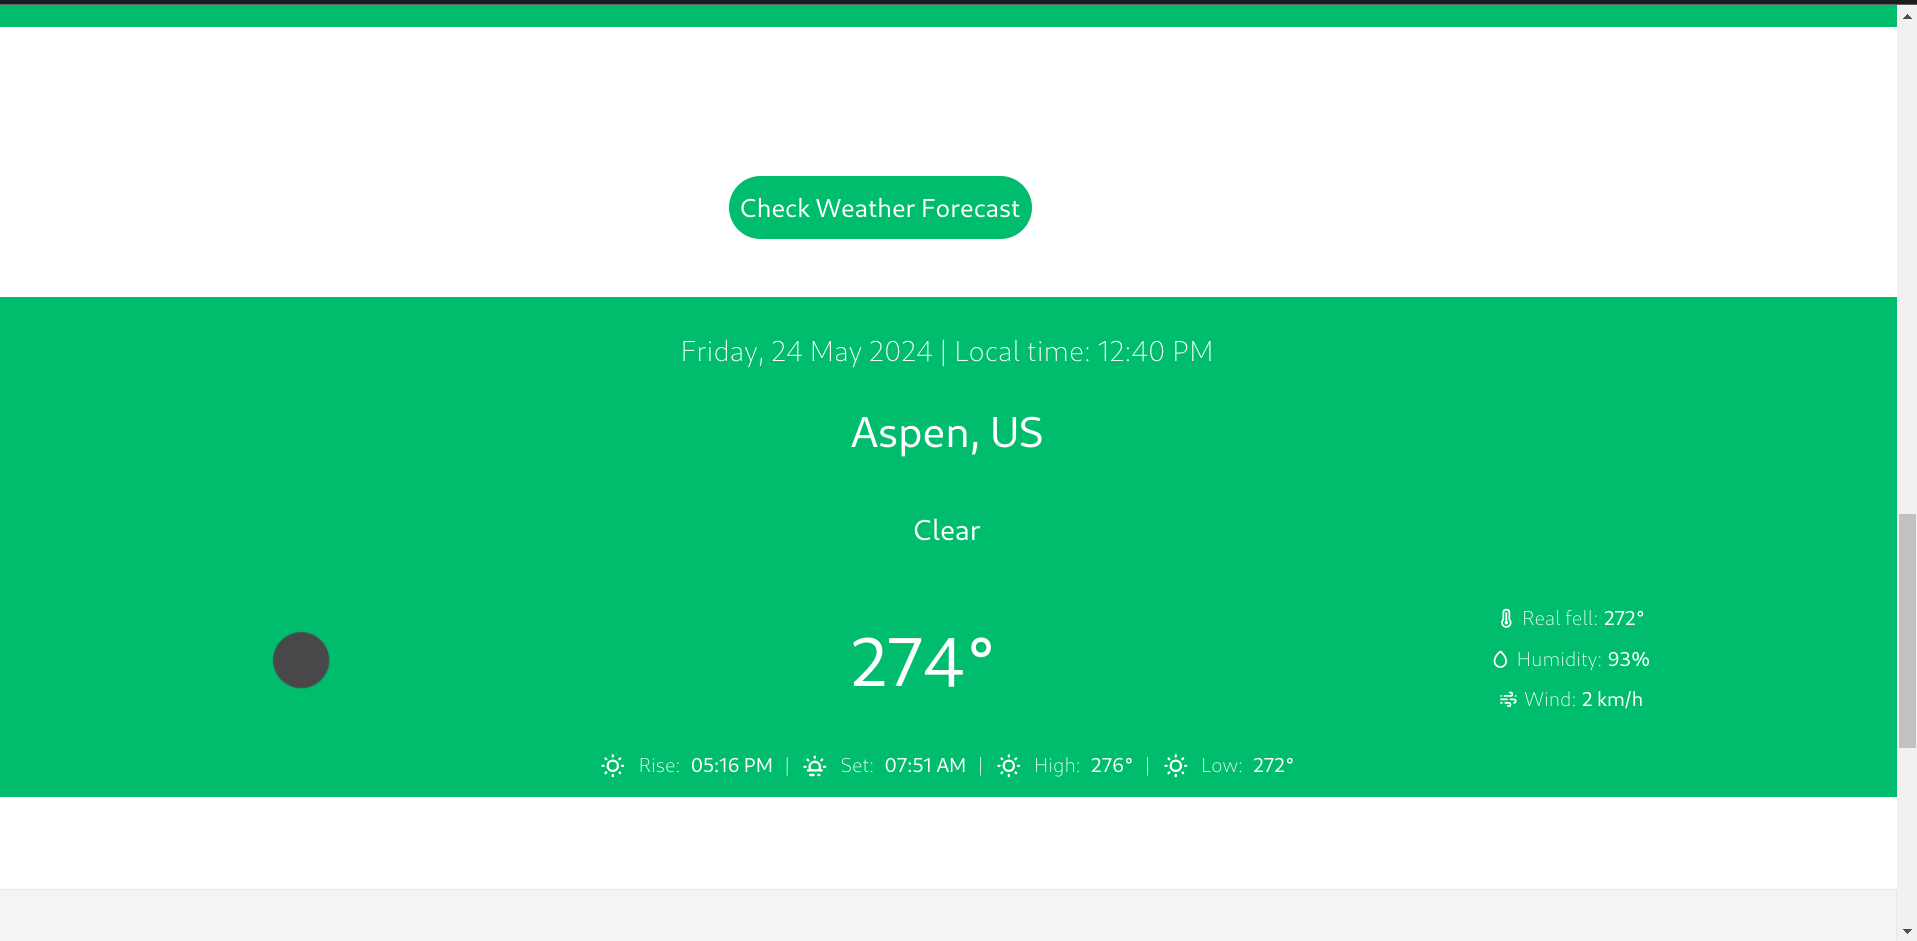 Check Weather Forecast
Friday, 24 May 2024 | Local time: 12:40 PM
Aspen, US
Clear
274°
Real fell: 272°
Humidity: 93%
Wind: 2 km/h
Rise: 05:16 PM | Set: 07:51 AM | High: 276° | Low: 272°